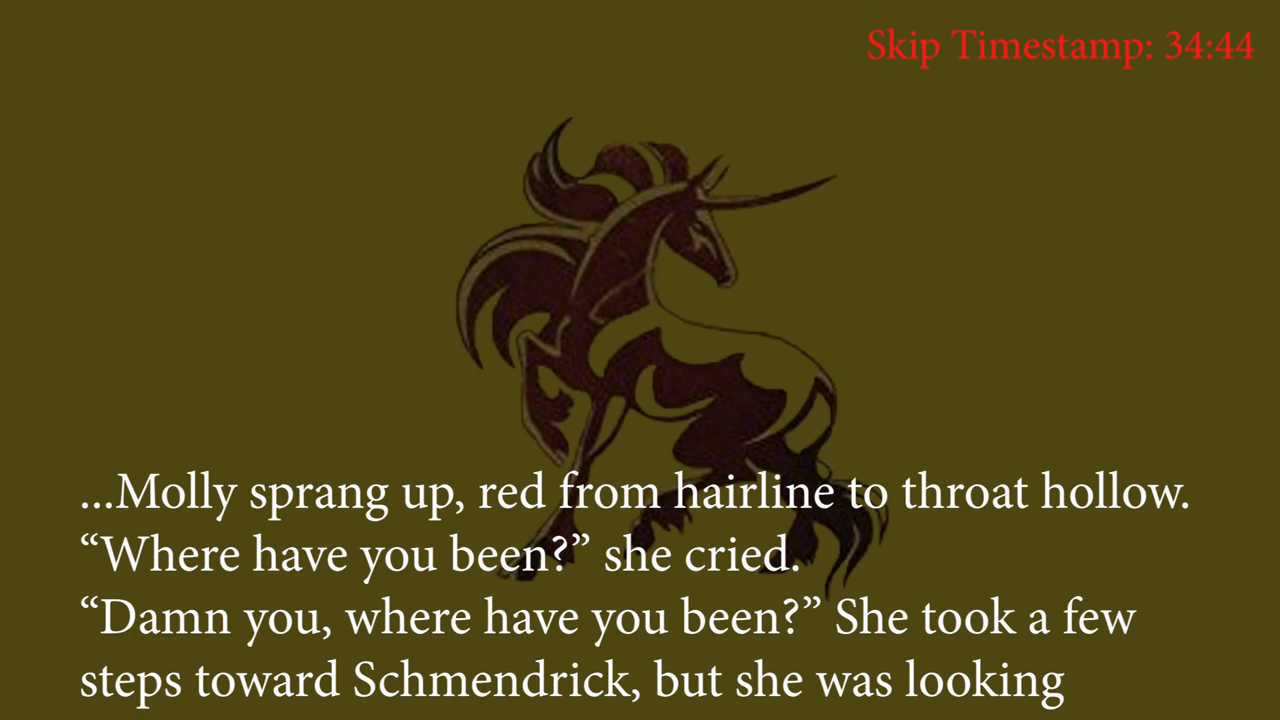 Skip Timestamp: 34:44
...Molly sprang up, red from hairline to throat hollow.
“Where have you been?” she cried.
“Damn you, where have you been?” She took a few
steps toward Schmendrick, but she was looking